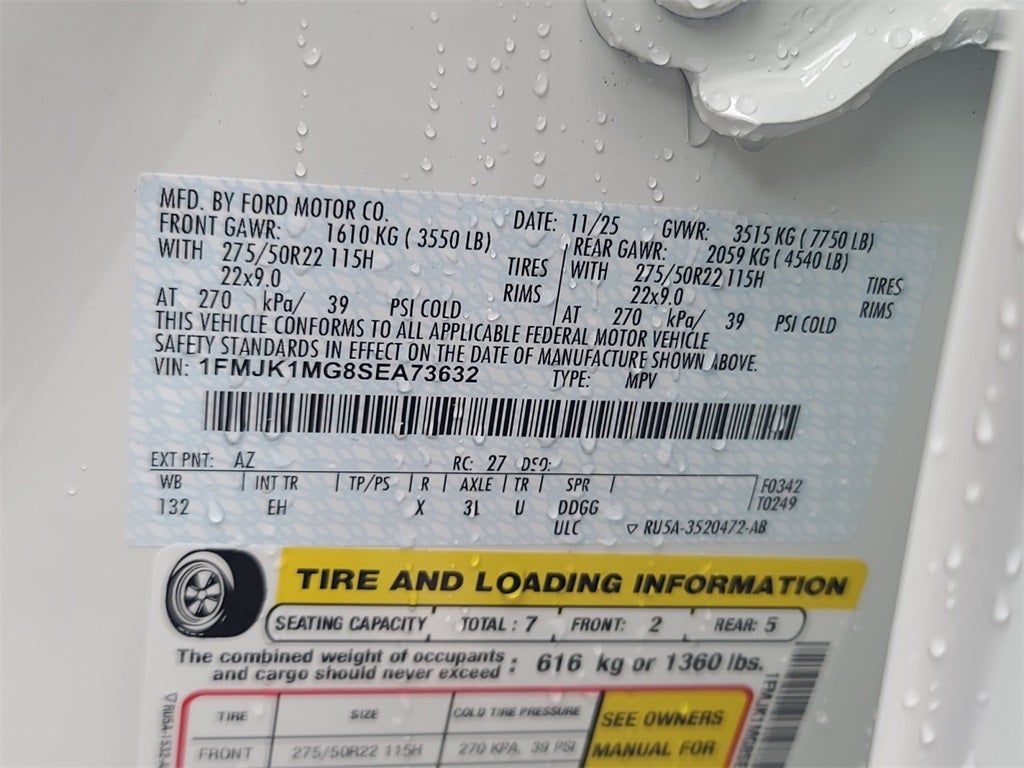 MFD. BY FORD MOTOR CO. DATE: 11/25 GVWR: 3515 KG ( 7750 LB)
FRONT GAWR: 1610 KG ( 3550 LB) REAR GAWR: 2059 KG ( 4540 LB)
WITH 275/50R22 115H TIRES WITH 275/50R22 115H TIRES
22x9.0 RIMS 22x9.0 RIMS
AT 270 kPa/ 39 PSI COLD AT 270 kPa/ 39 PSI COLD
THIS VEHICLE CONFORMS TO ALL APPLICABLE FEDERAL MOTOR VEHICLE
SAFETY STANDARDS IN EFFECT ON THE DATE OF MANUFACTURE SHOWN ABOVE.
VIN: 1FMJK1MG8SEA73632 TYPE: MPV
EXT PNT: AZ RC: 27 DSO:
WB INT TR TP/PS R AXLE TR SPR F0342
132 EH X 3L U DDGG T0249
ULC RU5A-3520472-AB
TIRE AND LOADING INFORMATION
SEATING CAPACITY TOTAL : 7 FRONT: 2 REAR: 5
The combined weight of occupants
and cargo should never exceed : 616 kg or 1360 lbs.
TIRE SIZE COLD TIRE PRESSURE SEE OWNERS
FRONT 275/50R22 115H 270 KPA, 39 PSI MANUAL FOR